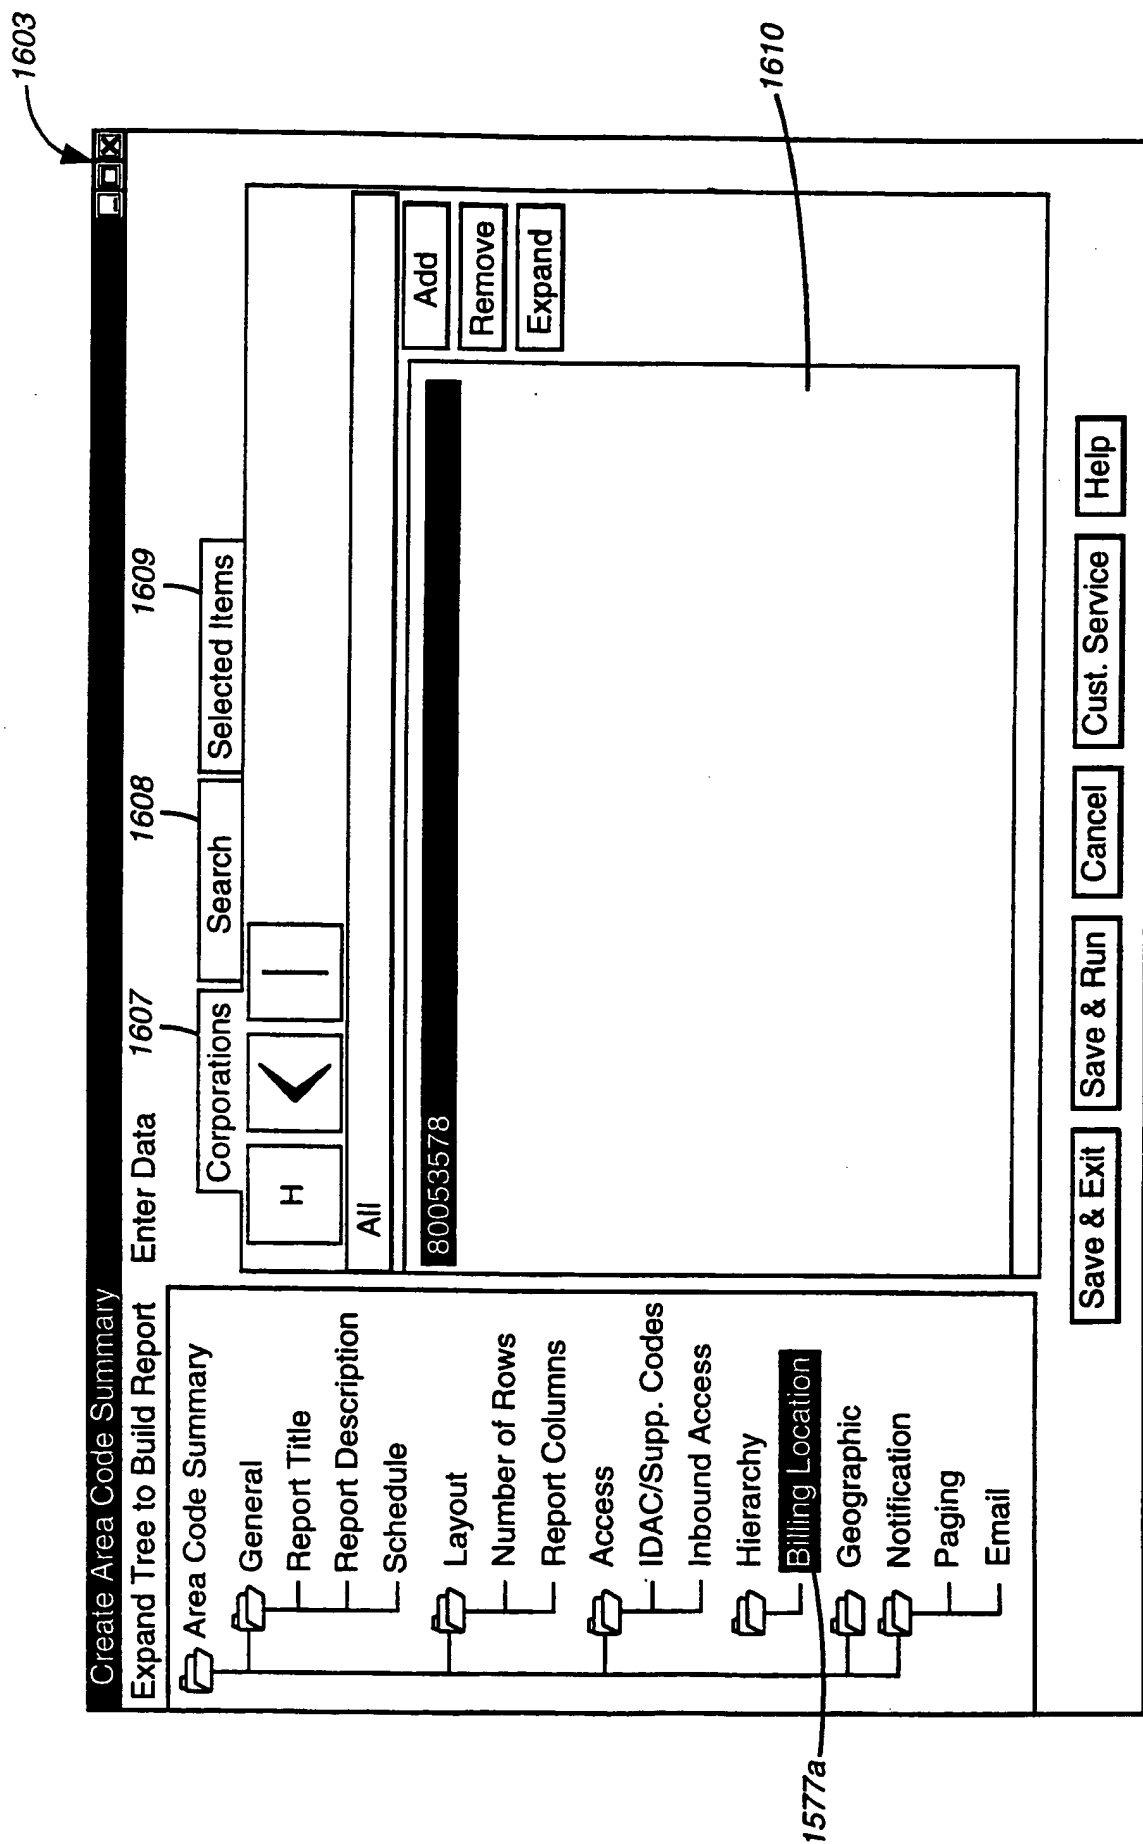 1603
Create Area Code Summary
Expand Tree to Build Report
Enter Data
1607
1608
1609
Area Code Summary
General
Report Title
Report Description
Schedule
Layout
Number of Rows
Report Columns
Access
IDAC/Supp. Codes
Inbound Access
Hierarchy
Billing Location
Geographic
Notification
Paging
Email
1577a
Corporations
Search
Selected Items
H
All
80053578
Add
Remove
Expand
1610
Save & Exit
Save & Run
Cancel
Cust. Service
Help